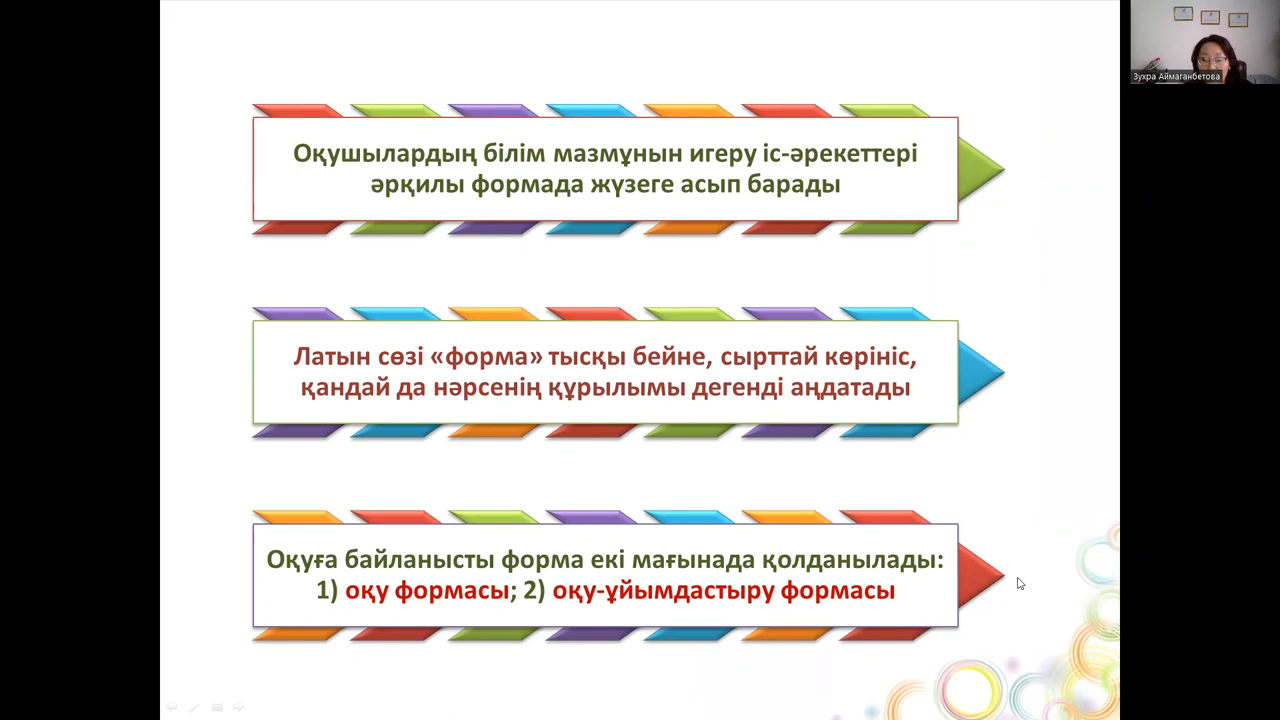 Зухра Аймаганбетова
Оқушылардың білім мазмұнын игеру іс-әрекеттері
әрқилы формада жүзеге асып барады
Латын сөзі «форма» тысқы бейне, сырттай көрініс,
қандай да нәрсенің құрылымы дегенді аңдатады
Оқуға байланысты форма екі мағынада қолданылады:
1) оқу формасы; 2) оқу-ұйымдастыру формасы